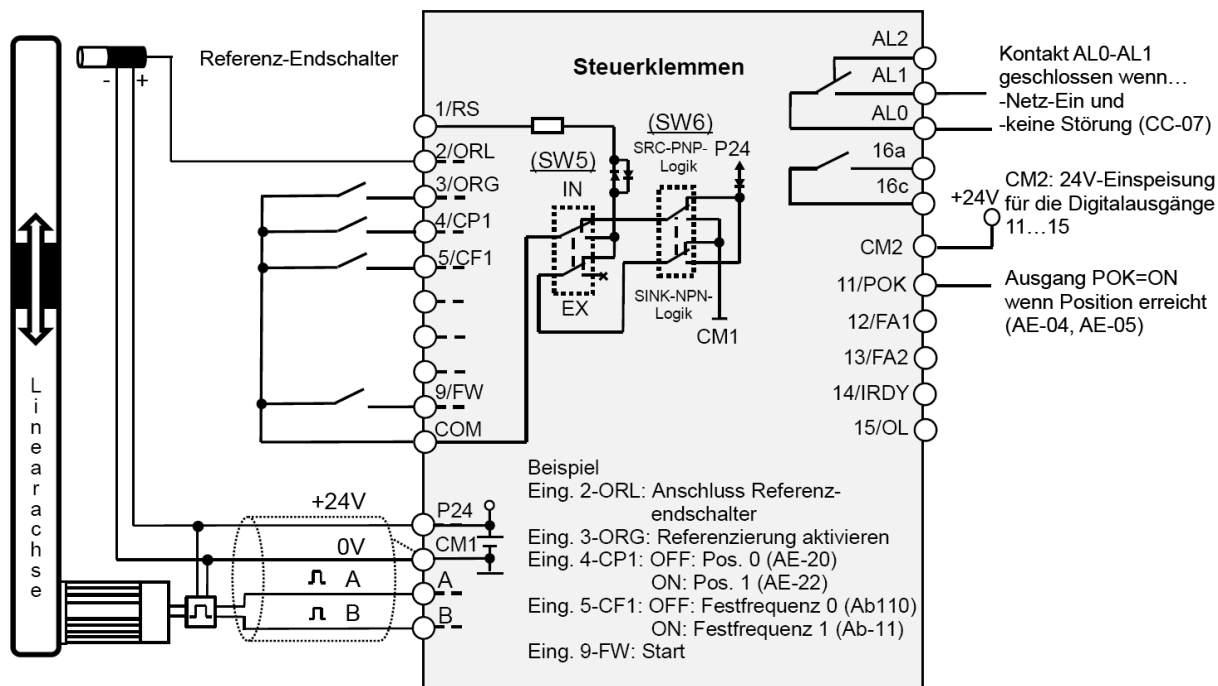 Linearachse
- +
Referenz-Endschalter
Steuerklemmen
1/RS
2/ORL
3/ORG
4/CP1
5/CF1
9/FW
COM
(SW5)
IN
EX
(SW6)
SRC-PNP-
Logik
P24
SINK-NPN-
Logik
CM1
AL2
AL1
AL0
16a
16c
CM2
11/POK
12/FA1
13/FA2
14/IRDY
15/OL
Kontakt AL0-AL1
geschlossen wenn…
-Netz-Ein und
-keine Störung (CC-07)
+24V
CM2: 24V-Einspeisung
für die Digitalausgänge
11…15
Ausgang POK=ON
wenn Position erreicht
(AE-04, AE-05)
+24V
0V
A
B
P24
CM1
A
B
Beispiel
Eing. 2-ORL: Anschluss Referenz-
endschalter
Eing. 3-ORG: Referenzierung aktivieren
Eing. 4-CP1: OFF: Pos. 0 (AE-20)
ON: Pos. 1 (AE-22)
Eing. 5-CF1: OFF: Festfrequenz 0 (Ab110)
ON: Festfrequenz 1 (Ab-11)
Eing. 9-FW: Start